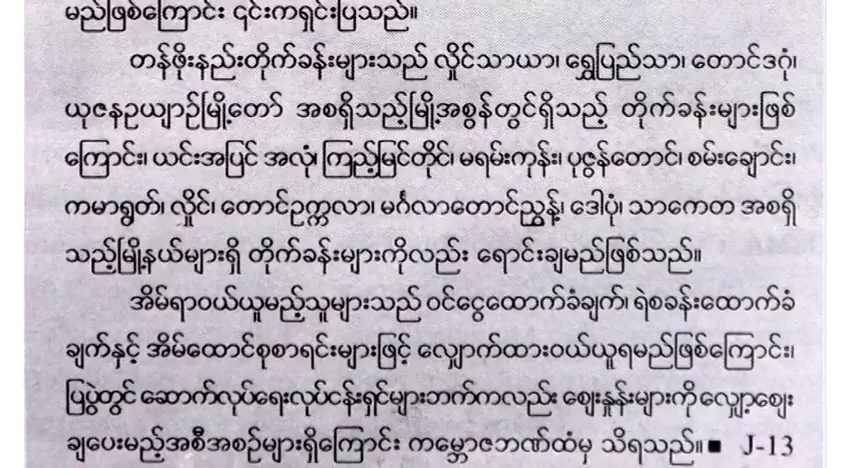 မည်ဖြစ်ကြောင်း ၎င်းကရှင်းပြသည်။
တန်ဖိုးနည်းတိုက်ခန်းများသည် လှိုင်သာယာ၊ ရွှေပြည်သာ၊ တောင်ဒဂုံ၊
ယုဇနဥယျာဉ်မြို့တော် အစရှိသည့်မြို့အစွန်တွင်ရှိသည့် တိုက်ခန်းများဖြစ်
ကြောင်း၊ ယင်းအပြင် အလုံ၊ ကြည့်မြင်တိုင်၊ မရမ်းကုန်း၊ ပုဇွန်တောင်၊ စမ်းချောင်း၊
ကမာရွတ်၊ လှိုင်၊ တောင်ဥက္ကလာ၊ မင်္ဂလာတောင်ညွန့်၊ ဒေါပုံ၊ သာကေတ အစရှိ
သည့်မြို့နယ်များရှိ တိုက်ခန်းများကိုလည်း ရောင်းချမည်ဖြစ်သည်။
အိမ်ရာဝယ်ယူမည့်သူများသည် ဝင်ငွေထောက်ခံချက်၊ ရဲစခန်းထောက်ခံ
ချက်နှင့် အိမ်ထောင်စုစာရင်းများဖြင့် လျှောက်ထားဝယ်ယူရမည်ဖြစ်ကြောင်း၊
ပြပွဲတွင် ဆောက်လုပ်ရေးလုပ်ငန်းရှင်များဘက်ကလည်း ဈေးနှုန်းများကို လျှော့ဈေး
ချပေးမည့်အစီအစဉ်များရှိကြောင်း ကမ္ဘောဇဘဏ်ထံမှ သိရသည်။■ J-13